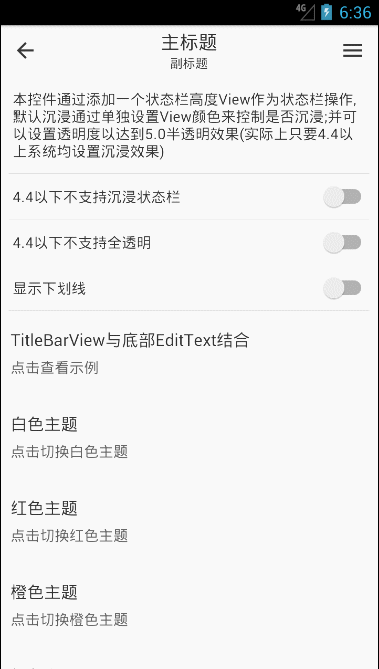 4G 6:36
主标题
副标题
本控件通过添加一个状态栏高度View作为状态栏操作,
默认沉浸通过单独设置View颜色来控制是否沉浸;并可
以设置透明度以达到5.0半透明效果(实际上只要4.4以
上系统均设置沉浸效果)
4.4以下不支持沉浸状态栏
4.4以下不支持全透明
显示下划线
TitleBarView与底部EditText结合
点击查看示例
白色主题
点击切换白色主题
红色主题
点击切换红色主题
橙色主题
点击切换橙色主题